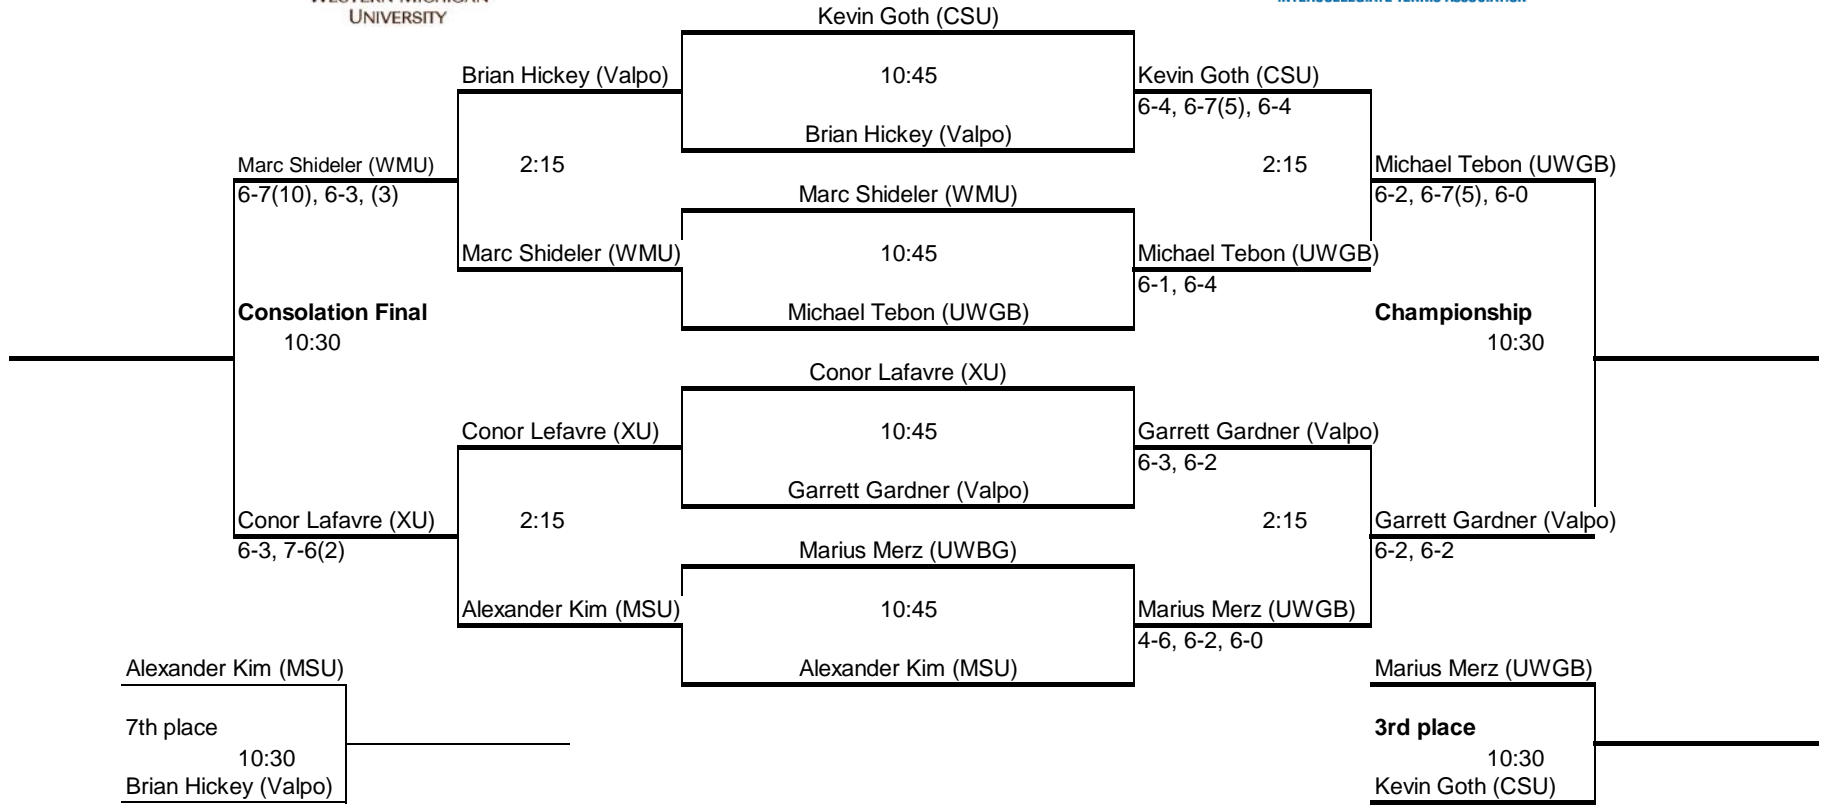 WESTERN MICHIGAN
UNIVERSITY
INTERCOLLEGIATE TENNIS ASSOCIATION
Kevin Goth (CSU)
Brian Hickey (Valpo)
10:45
Kevin Goth (CSU)
6-4, 6-7(5), 6-4
Brian Hickey (Valpo)
Marc Shideler (WMU)
2:15
2:15
Michael Tebon (UWGB)
6-7(10), 6-3, (3)
Marc Shideler (WMU)
6-2, 6-7(5), 6-0
Marc Shideler (WMU)
10:45
Michael Tebon (UWGB)
6-1, 6-4
Consolation Final
Michael Tebon (UWGB)
Championship
10:30
10:30
Conor Lafavre (XU)
Conor Lefavre (XU)
10:45
Garrett Gardner (Valpo)
6-3, 6-2
Garrett Gardner (Valpo)
Conor Lafavre (XU)
2:15
2:15
Garrett Gardner (Valpo)
6-3, 7-6(2)
Marius Merz (UWBG)
6-2, 6-2
Alexander Kim (MSU)
10:45
Marius Merz (UWGB)
4-6, 6-2, 6-0
Alexander Kim (MSU)
Alexander Kim (MSU)
Marius Merz (UWGB)
7th place
3rd place
10:30
10:30
Brian Hickey (Valpo)
Kevin Goth (CSU)